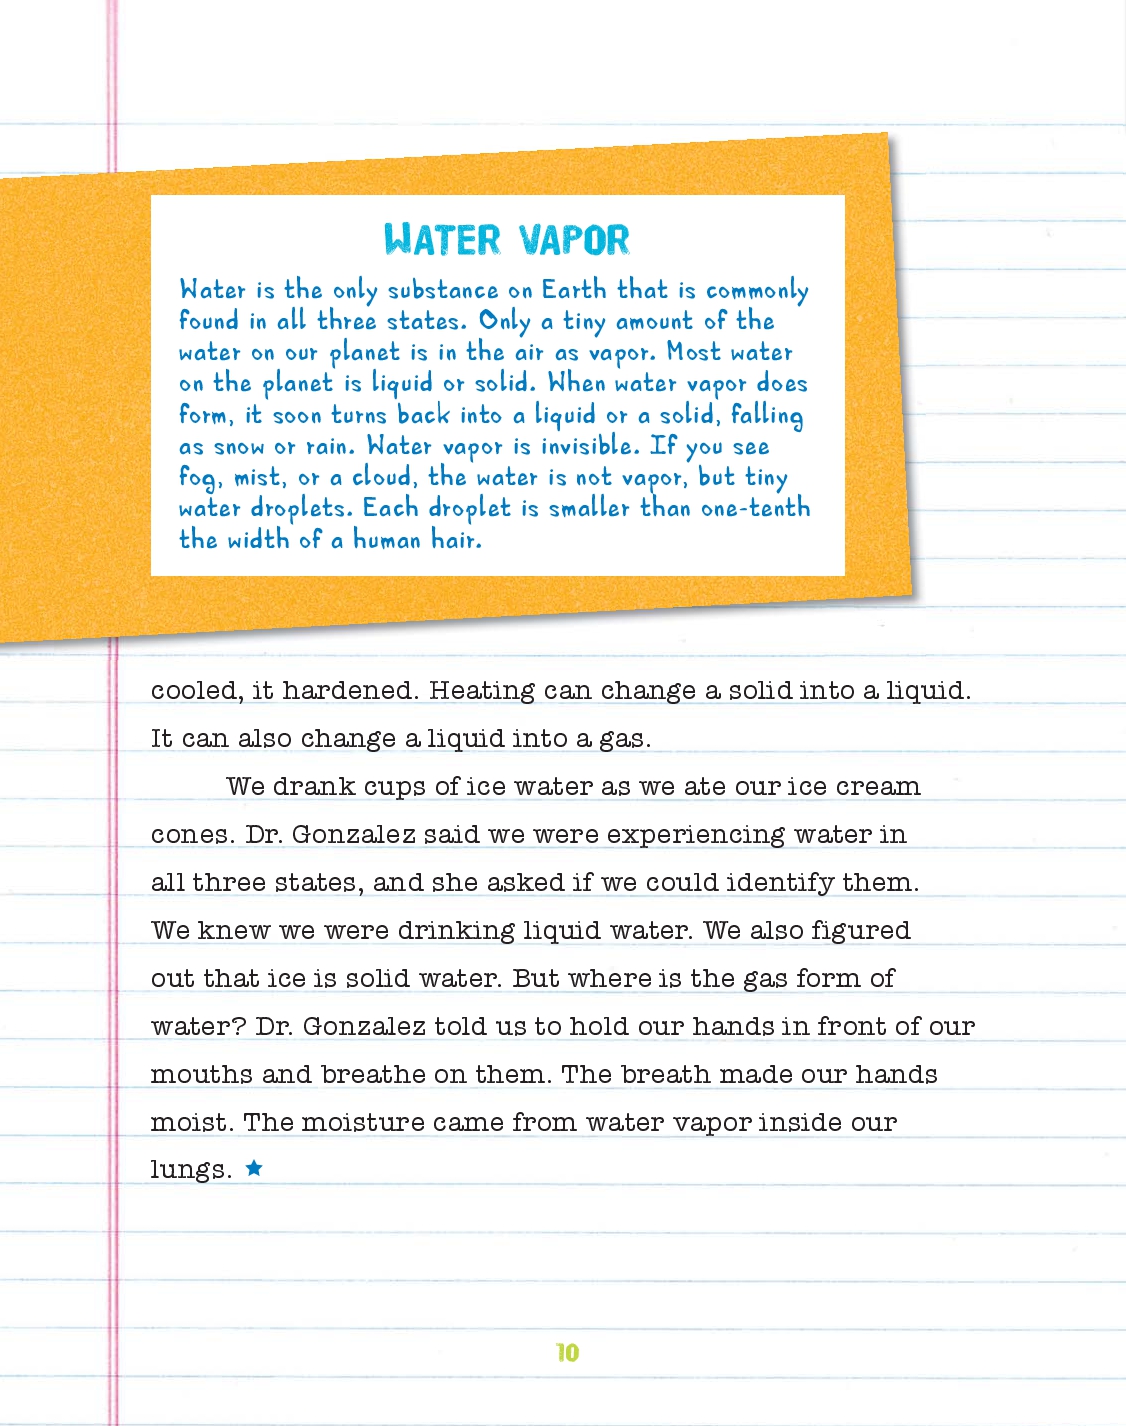 WATER VAPOR
Water is the only substance on Earth that is commonly
found in all three states. Only a tiny amount of the
water on our planet is in the air as vapor. Most water
on the planet is liquid or solid. When water vapor does
form, it soon turns back into a liquid or a solid, falling
as snow or rain. Water vapor is invisible. If you see
fog, mist, or a cloud, the water is not vapor, but tiny
water droplets. Each droplet is smaller than one-tenth
the width of a human hair.
cooled, it hardened. Heating can change a solid into a liquid.
It can also change a liquid into a gas.
We drank cups of ice water as we ate our ice cream
cones. Dr. Gonzalez said we were experiencing water in
all three states, and she asked if we could identify them.
We knew we were drinking liquid water. We also figured
out that ice is solid water. But where is the gas form of
water? Dr. Gonzalez told us to hold our hands in front of our
mouths and breathe on them. The breath made our hands
moist. The moisture came from water vapor inside our
lungs. ★
10